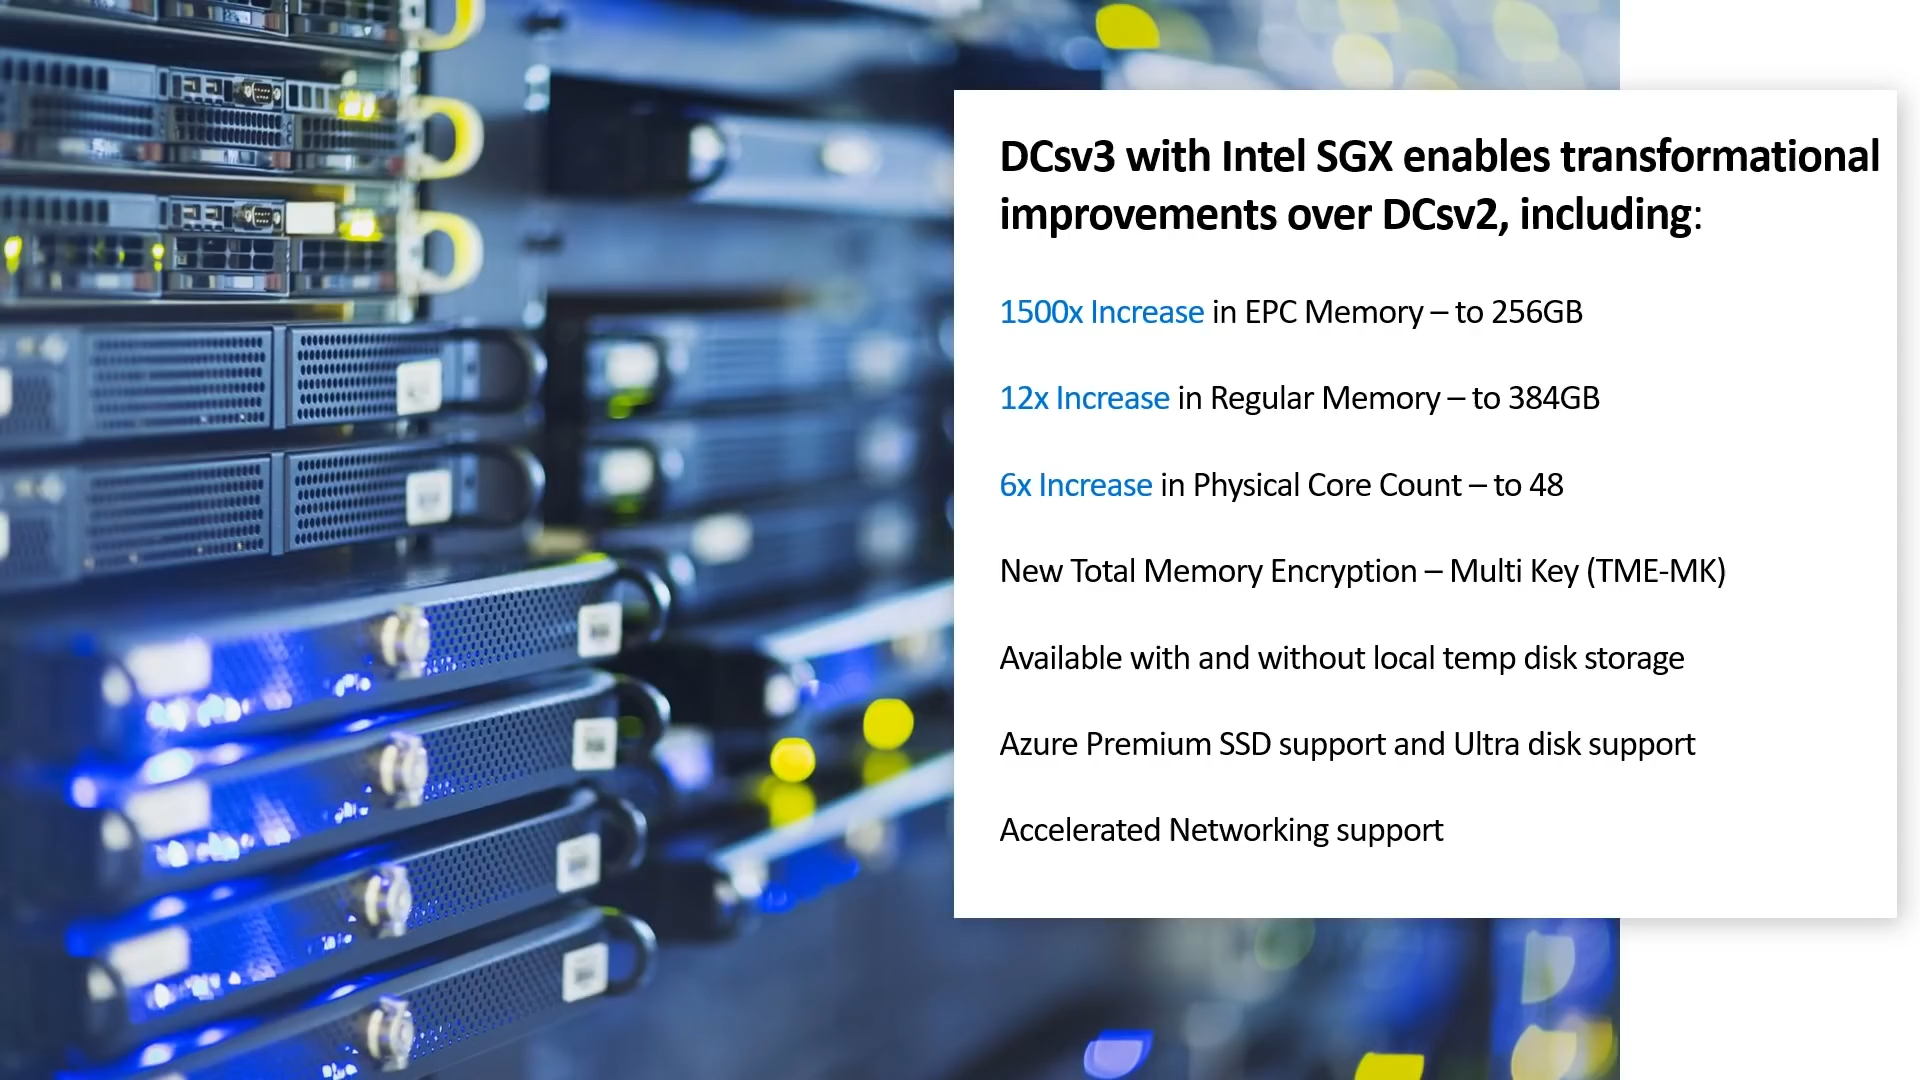 DCsv3 with Intel SGX enables transformational
improvements over DCsv2, including:
1500x Increase in EPC Memory – to 256GB
12x Increase in Regular Memory – to 384GB
6x Increase in Physical Core Count – to 48
New Total Memory Encryption – Multi Key (TME-MK)
Available with and without local temp disk storage
Azure Premium SSD support and Ultra disk support
Accelerated Networking support